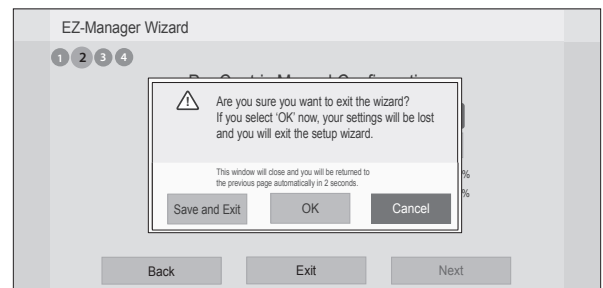 EZ-Manager Wizard
1 2 3 4
Are you sure you want to exit the wizard?
If you select 'OK' now, your settings will be lost
and you will exit the setup wizard.
This window will close and you will be returned to
the previous page automatically in 2 seconds.
%
%
Save and Exit OK Cancel
Back Exit Next